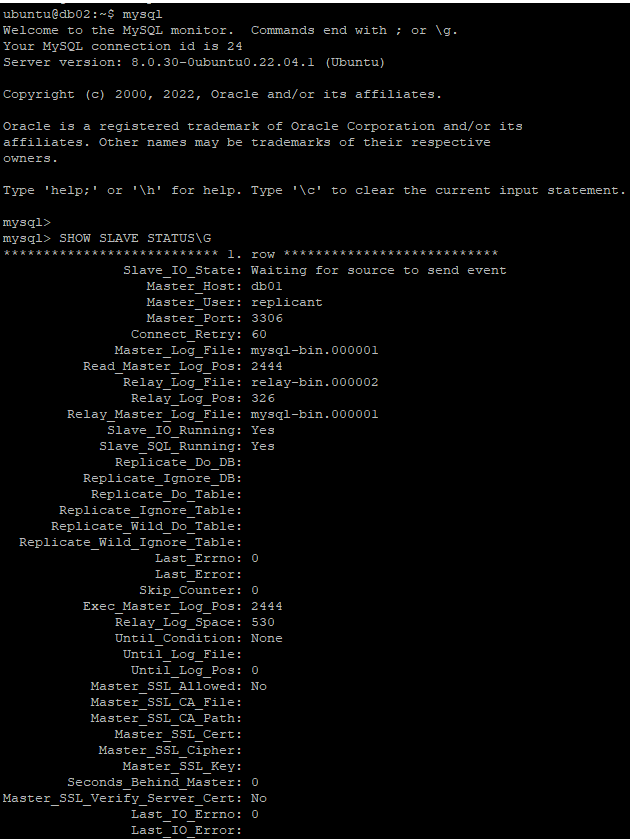 ubuntu@db02:~$ mysql
Welcome to the MySQL monitor.  Commands end with ; or \g.
Your MySQL connection id is 24
Server version: 8.0.30-0ubuntu0.22.04.1 (Ubuntu)

Copyright (c) 2000, 2022, Oracle and/or its affiliates.

Oracle is a registered trademark of Oracle Corporation and/or its
affiliates. Other names may be trademarks of their respective
owners.

Type 'help;' or '\h' for help. Type '\c' to clear the current input statement.

mysql>
mysql> SHOW SLAVE STATUS\G
*************************** 1. row ***************************
               Slave_IO_State: Waiting for source to send event
                  Master_Host: db01
                  Master_User: replicant
                  Master_Port: 3306
                Connect_Retry: 60
              Master_Log_File: mysql-bin.000001
          Read_Master_Log_Pos: 2444
               Relay_Log_File: relay-bin.000002
                Relay_Log_Pos: 326
        Relay_Master_Log_File: mysql-bin.000001
             Slave_IO_Running: Yes
            Slave_SQL_Running: Yes
              Replicate_Do_DB:
          Replicate_Ignore_DB:
           Replicate_Do_Table:
       Replicate_Ignore_Table:
      Replicate_Wild_Do_Table:
  Replicate_Wild_Ignore_Table:
                   Last_Errno: 0
                   Last_Error:
                 Skip_Counter: 0
          Exec_Master_Log_Pos: 2444
              Relay_Log_Space: 530
              Until_Condition: None
               Until_Log_File:
                Until_Log_Pos: 0
           Master_SSL_Allowed: No
           Master_SSL_CA_File:
           Master_SSL_CA_Path:
              Master_SSL_Cert:
            Master_SSL_Cipher:
               Master_SSL_Key:
        Seconds_Behind_Master: 0
Master_SSL_Verify_Server_Cert: No
                Last_IO_Errno: 0
                Last_IO_Error: